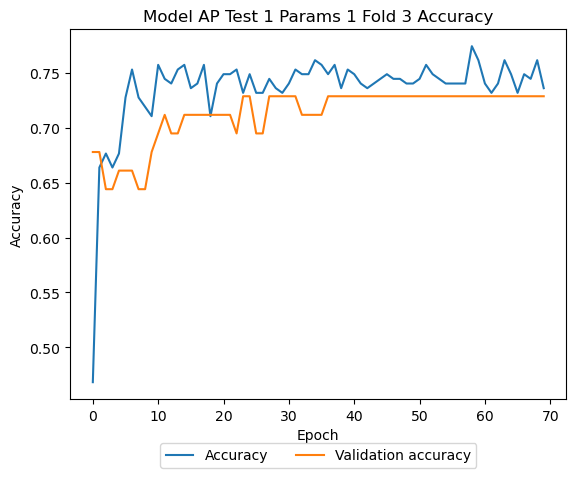 Model AP Test 1 Params 1 Fold 3 Accuracy
Accuracy
0.75
0.70
0.65
0.60
0.55
0.50
0 10 20 30 40 50 60 70
Epoch
Accuracy Validation accuracy